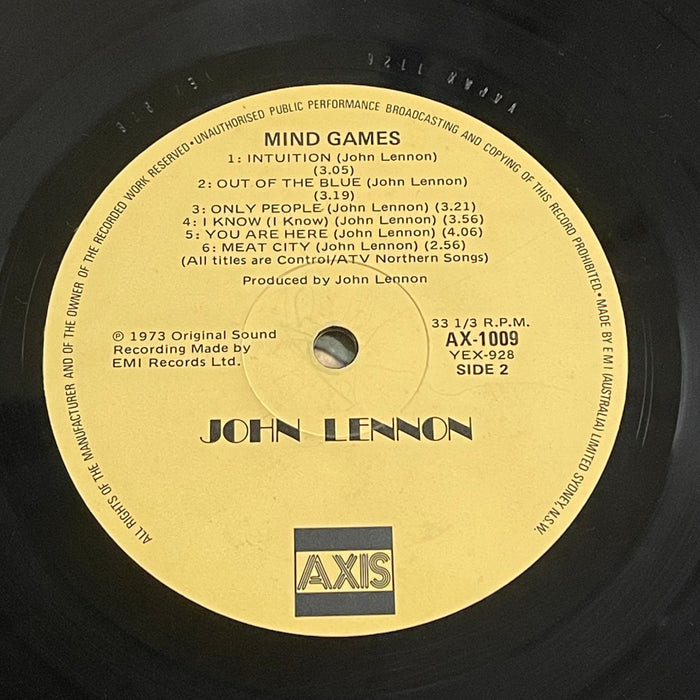 ALL RIGHTS OF THE MANUFACTURER AND OF THE OWNER OF THE RECORDED WORK RESERVED • UNAUTHORISED PUBLIC PERFORMANCE BROADCASTING AND COPYING OF THIS RECORD PROHIBITED. • MADE BY E M I (AUSTRALIA) LIMITED SYDNEY, N.S.W.
MIND GAMES
1: INTUITION (John Lennon)
(3.05)
2: OUT OF THE BLUE (John Lennon)
(3.19)
3: ONLY PEOPLE (John Lennon) (3.21)
4: I KNOW (I Know) (John Lennon) (3.56)
5: YOU ARE HERE (John Lennon) (4.06)
6: MEAT CITY (John Lennon) (2.56)
(All titles are Control/ATV Northern Songs)
Produced by John Lennon
℗ 1973 Original Sound
Recording Made by
EMI Records Ltd.
33 1/3 R.P.M.
AX-1009
YEX-928
SIDE 2
JOHN LENNON
AXIS